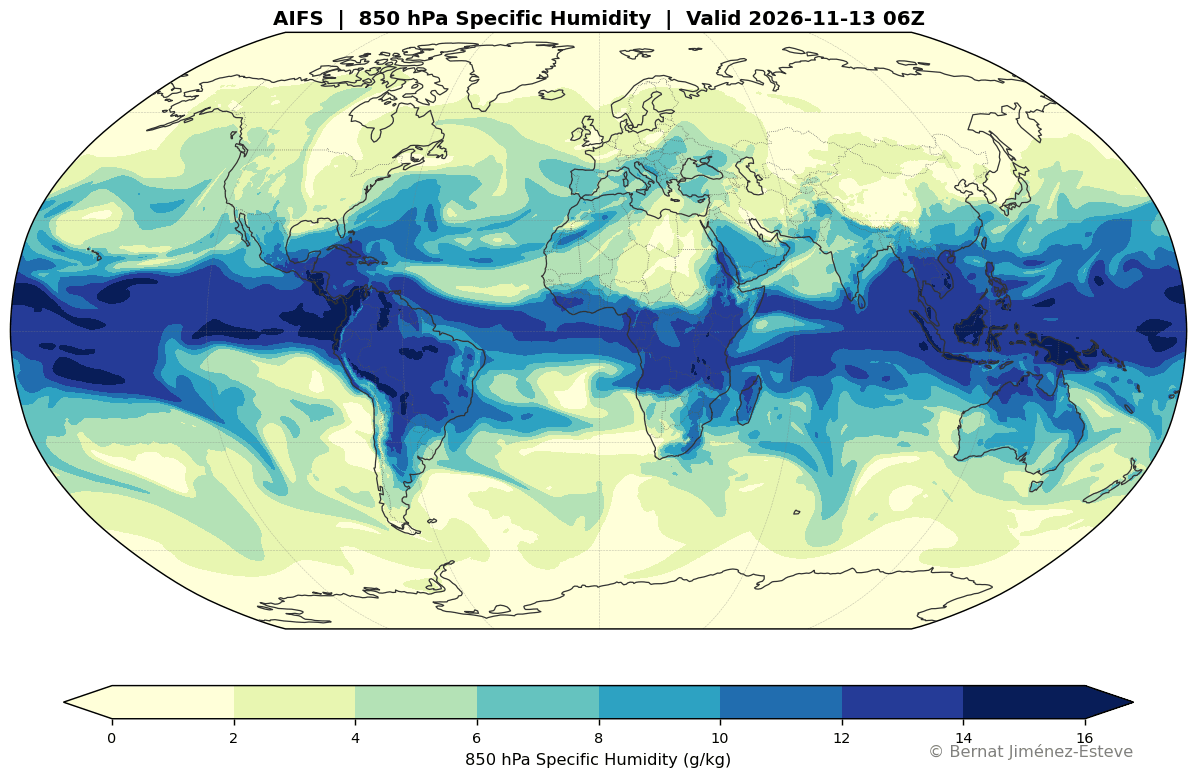 AIFS | 850 hPa Specific Humidity | Valid 2026-11-13 06Z
0 2 4 6 8 10 12 14 16
850 hPa Specific Humidity (g/kg)
© Bernat Jiménez-Esteve